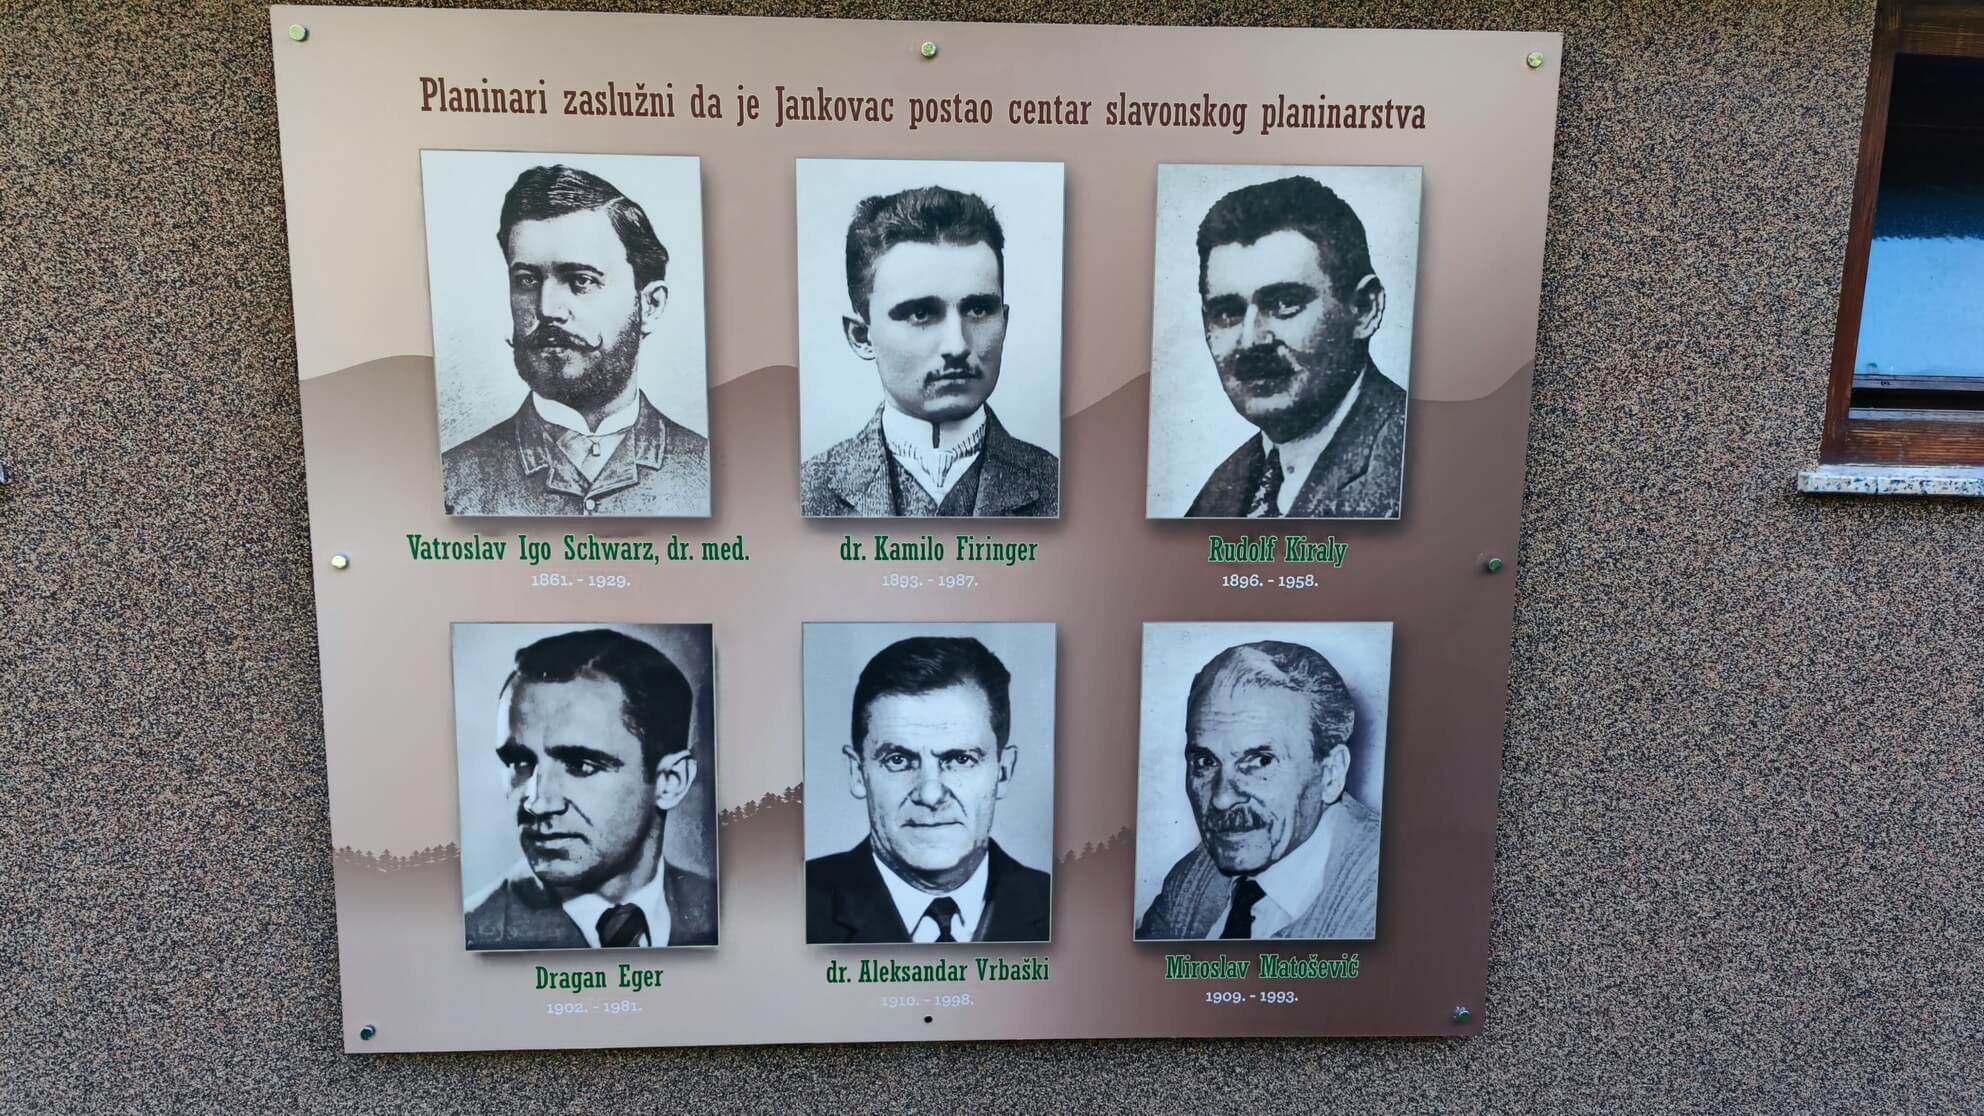 Planinari zaslužni da je Jankovac postao centar slavonskog planinarstva
Vatroslav Igo Schwarz, dr. med.
1861. - 1929.
dr. Kamilo Firinger
1893. - 1987.
Rudolf Kiraly
1896. - 1958.
Dragan Eger
1902. - 1981.
dr. Aleksandar Vrbaški
1910. - 1998.
Miroslav Matošević
1909. - 1993.